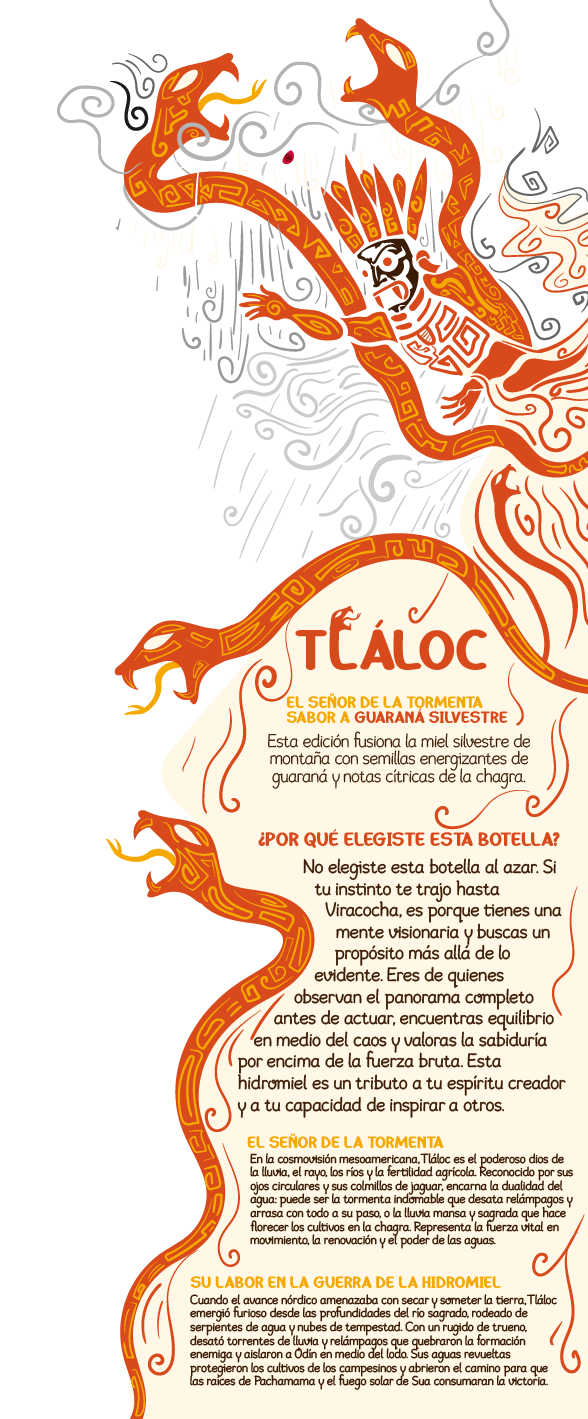 TLÁLOC
EL SEÑOR DE LA TORMENTA
SABOR A GUARANÁ SILVESTRE
Esta edición fusiona la miel silvestre de
montaña con semillas energizantes de
guaraná y notas cítricas de la chagra.
¿POR QUÉ ELEGISTE ESTA BOTELLA?
No elegiste esta botella al azar. Si
tu instinto te trajo hasta
Viracocha, es porque tienes una
mente visionaria y buscas un
propósito más allá de lo
evidente. Eres de quienes
observan el panorama completo
antes de actuar, encuentras equilibrio
en medio del caos y valoras la sabiduría
por encima de la fuerza bruta. Esta
hidromiel es un tributo a tu espíritu creador
y a tu capacidad de inspirar a otros.
EL SEÑOR DE LA TORMENTA
En la cosmovisión mesoamericana, Tláloc es el poderoso dios de
la lluvia, el rayo, los ríos y la fertilidad agrícola. Reconocido por sus
ojos circulares y sus colmillos de jaguar, encarna la dualidad del
agua: puede ser la tormenta indomable que desata relámpagos y
arrasa con todo a su paso, o la lluvia mansa y sagrada que hace
florecer los cultivos en la chagra. Representa la fuerza vital en
movimiento, la renovación y el poder de las aguas.
SU LABOR EN LA GUERRA DE LA HIDROMIEL
Cuando el avance nórdico amenazaba con secar y someter la tierra, Tláloc
emergió furioso desde las profundidades del río sagrado, rodeado de
serpientes de agua y nubes de tempestad. Con un rugido de trueno,
desató torrentes de lluvia y relámpagos que quebraron la formación
enemiga y aislaron a Odín en medio del lodo. Sus aguas revueltas
protegieron los cultivos de los campesinos y abrieron el camino para que
las raíces de Pachamama y el fuego solar de Sua consumaran la victoria.